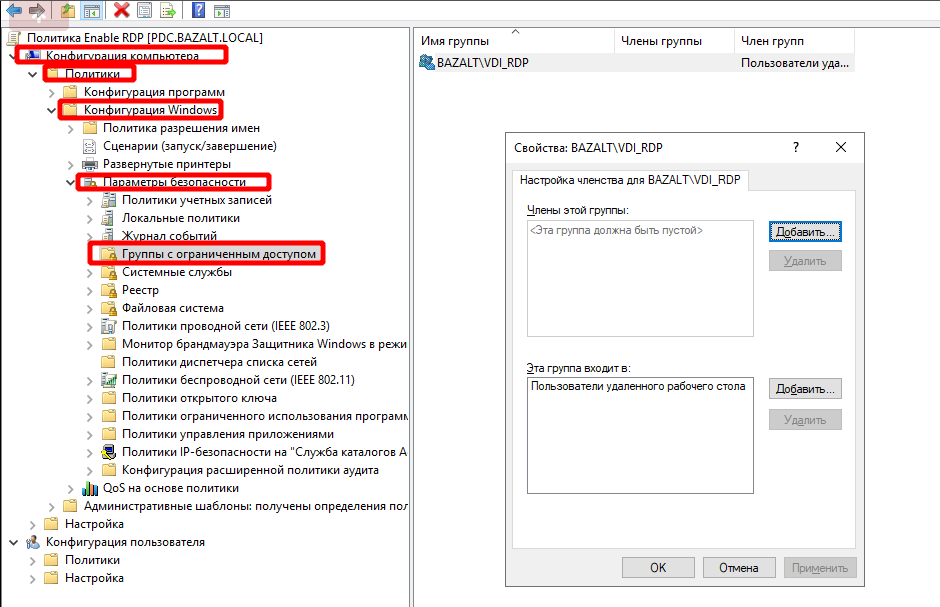 Политика Enable RDP [PDC.BAZALT.LOCAL]
Конфигурация компьютера
Политики
Конфигурация программ
Конфигурация Windows
Политика разрешения имен
Сценарии (запуск/завершение)
Развернутые принтеры
Параметры безопасности
Политики учетных записей
Локальные политики
Журнал событий
Группы с ограниченным доступом
Системные службы
Реестр
Файловая система
Политики проводной сети (IEEE 802.3)
Монитор брандмауэра Защитника Windows в режи
Политики диспетчера списка сетей
Политики беспроводной сети (IEEE 802.11)
Политики открытого ключа
Политики ограниченного использования програм
Политики управления приложениями
Политики IP-безопасности на "Служба каталогов A
Конфигурация расширенной политики аудита
QoS на основе политики
Административные шаблоны: получены определения пол
Настройка
Конфигурация пользователя
Политики
Настройка
Имя группы Члены группы Член групп
BAZALT\VDI_RDP Пользователи уда...
Свойства: BAZALT\VDI_RDP ?
Настройка членства для BAZALT\VDI_RDP
Члены этой группы:
<Эта группа должна быть пустой>
Добавить...
Удалить
Эта группа входит в:
Пользователи удаленного рабочего стола
Добавить...
Удалить
OK Отмена Применить